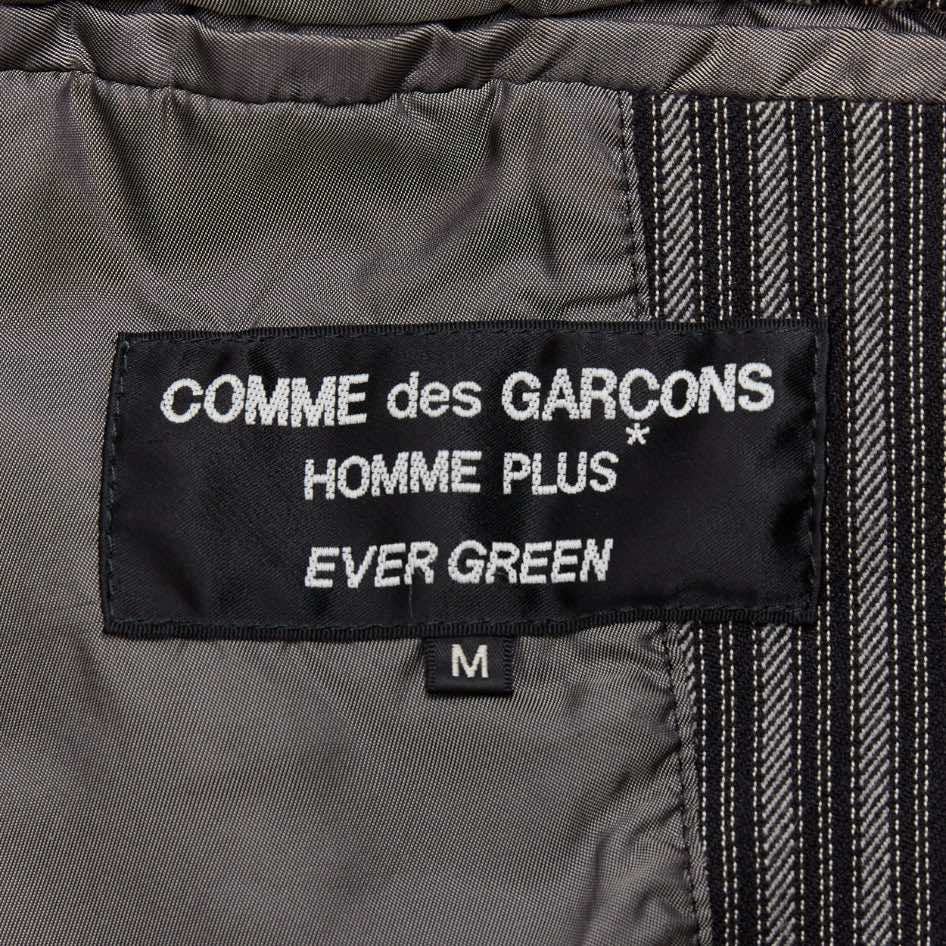 COMME des GARÇONS
HOMME PLUS*
EVER GREEN
M